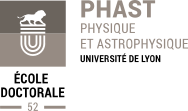 PHAST
PHYSIQUE
ET ASTROPHYSIQUE
UNIVERSITÉ DE LYON
ÉCOLE
DOCTORALE
52